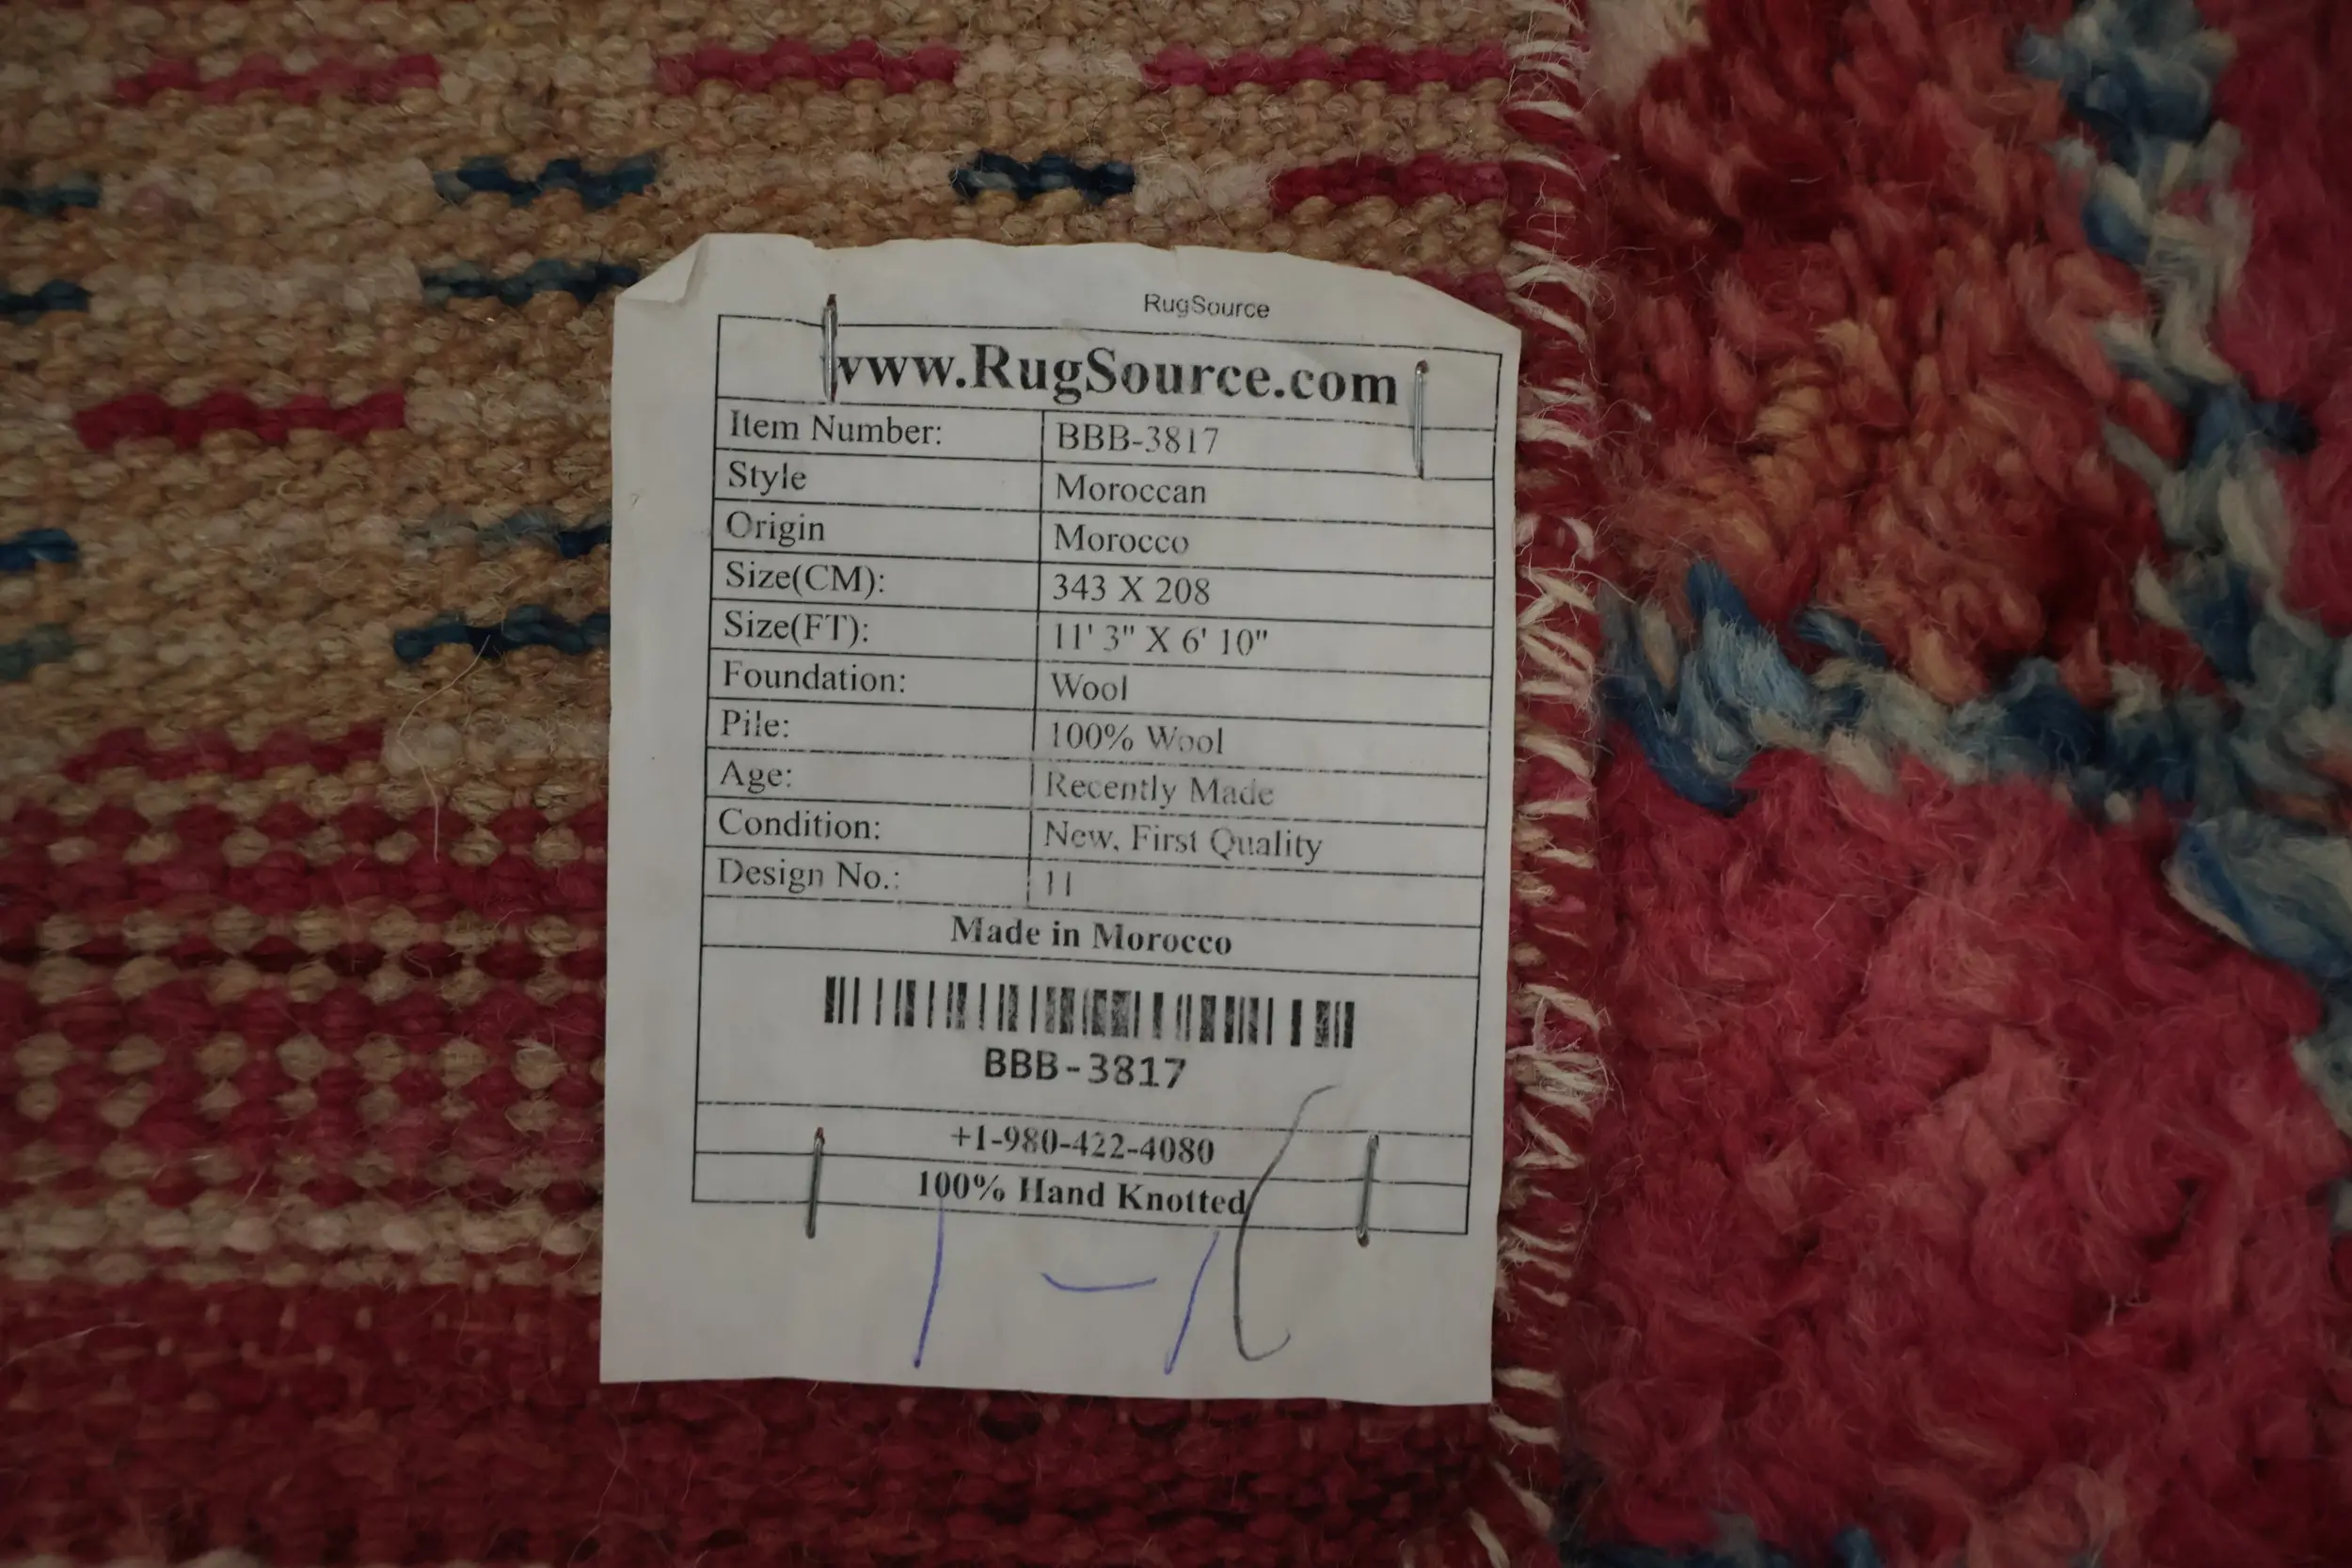 RugSource
www.RugSource.com
Item Number: BBB-3817
Style Moroccan
Origin Morocco
Size(CM): 343 X 208
Size(FT): 11' 3" X 6' 10"
Foundation: Wool
Pile: 100% Wool
Age: Recently Made
Condition: New, First Quality
Design No.: 11
Made in Morocco
BBB-3817
+1-980-422-4080
100% Hand Knotted